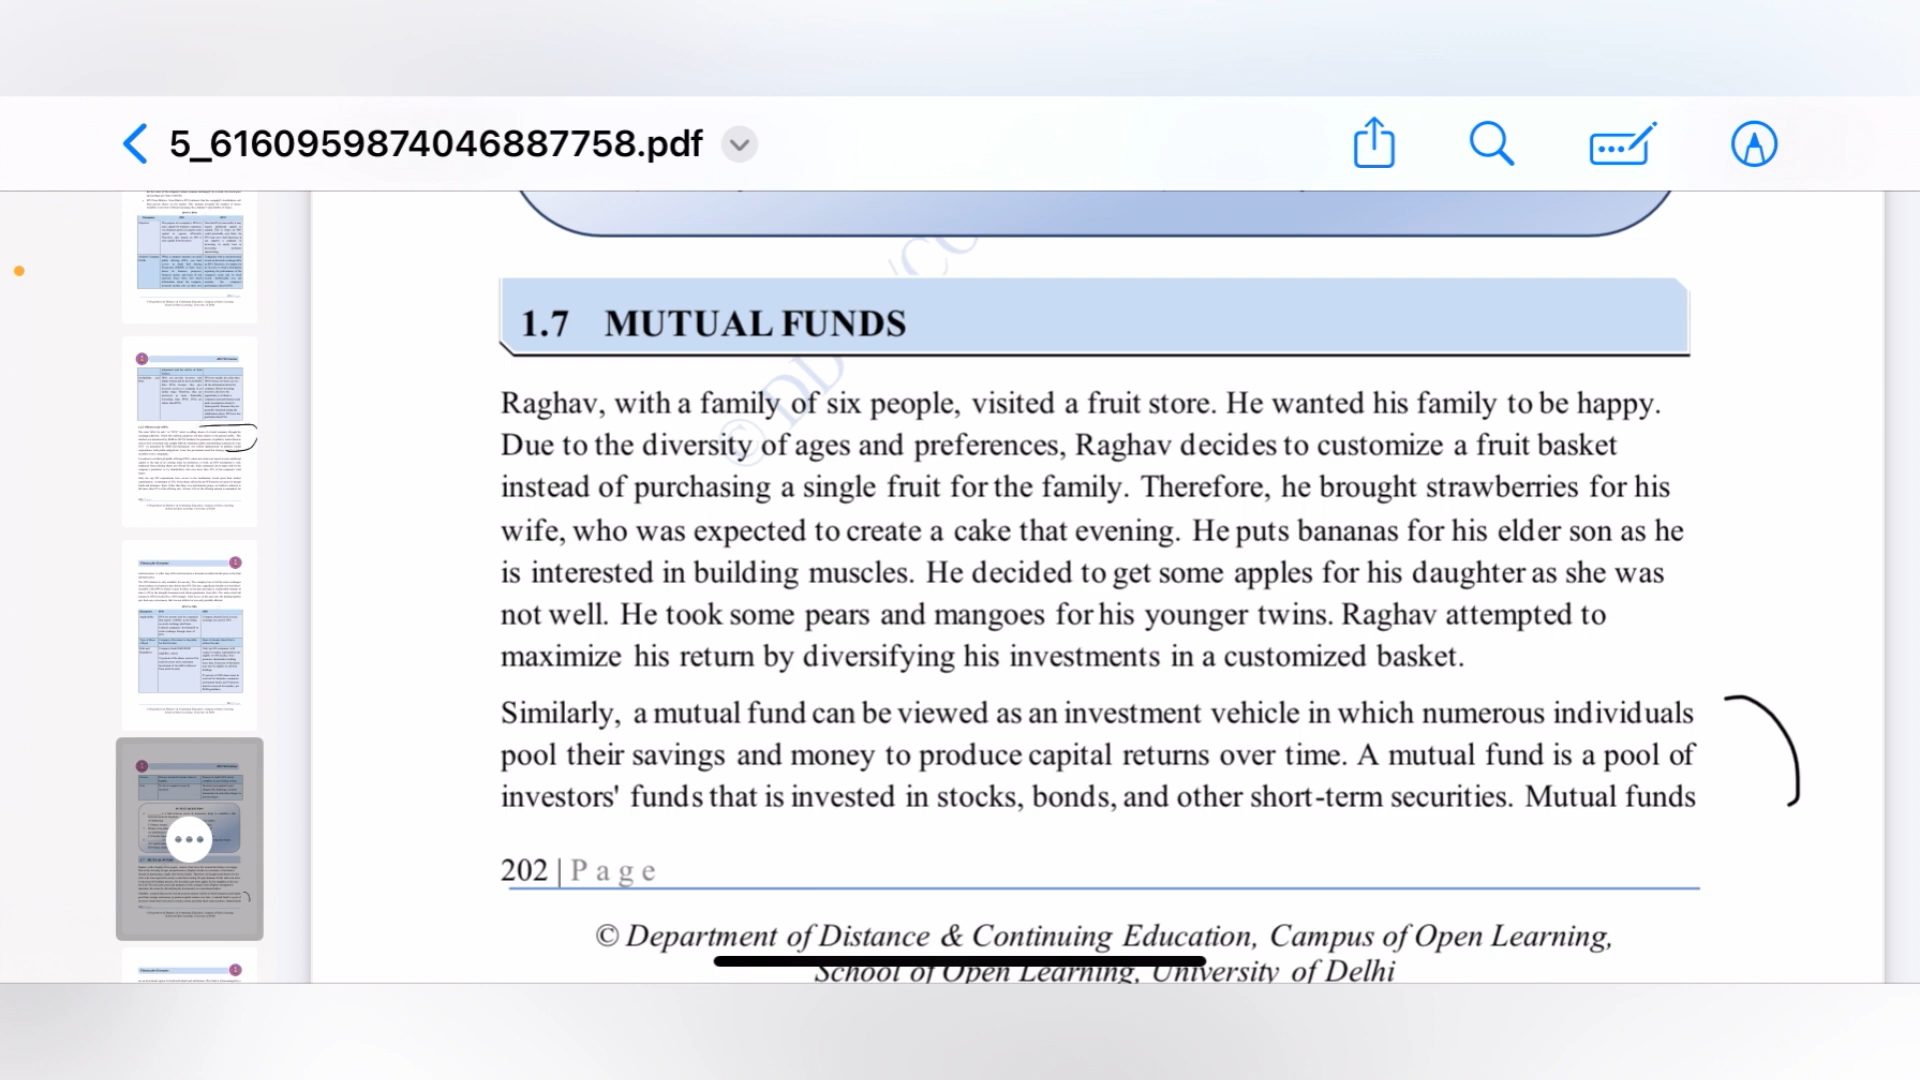 5_6160959874046887758.pdf
1.7 MUTUAL FUNDS
Raghav, with a family of six people, visited a fruit store. He wanted his family to be happy.
Due to the diversity of ages and preferences, Raghav decides to customize a fruit basket
instead of purchasing a single fruit for the family. Therefore, he brought strawberries for his
wife, who was expected to create a cake that evening. He puts bananas for his elder son as he
is interested in building muscles. He decided to get some apples for his daughter as she was
not well. He took some pears and mangoes for his younger twins. Raghav attempted to
maximize his return by diversifying his investments in a customized basket.
Similarly, a mutual fund can be viewed as an investment vehicle in which numerous individuals
pool their savings and money to produce capital returns over time. A mutual fund is a pool of
investors' funds that is invested in stocks, bonds, and other short-term securities. Mutual funds
202 | Page
© Department of Distance & Continuing Education, Campus of Open Learning,
School of Open Learning, University of Delhi